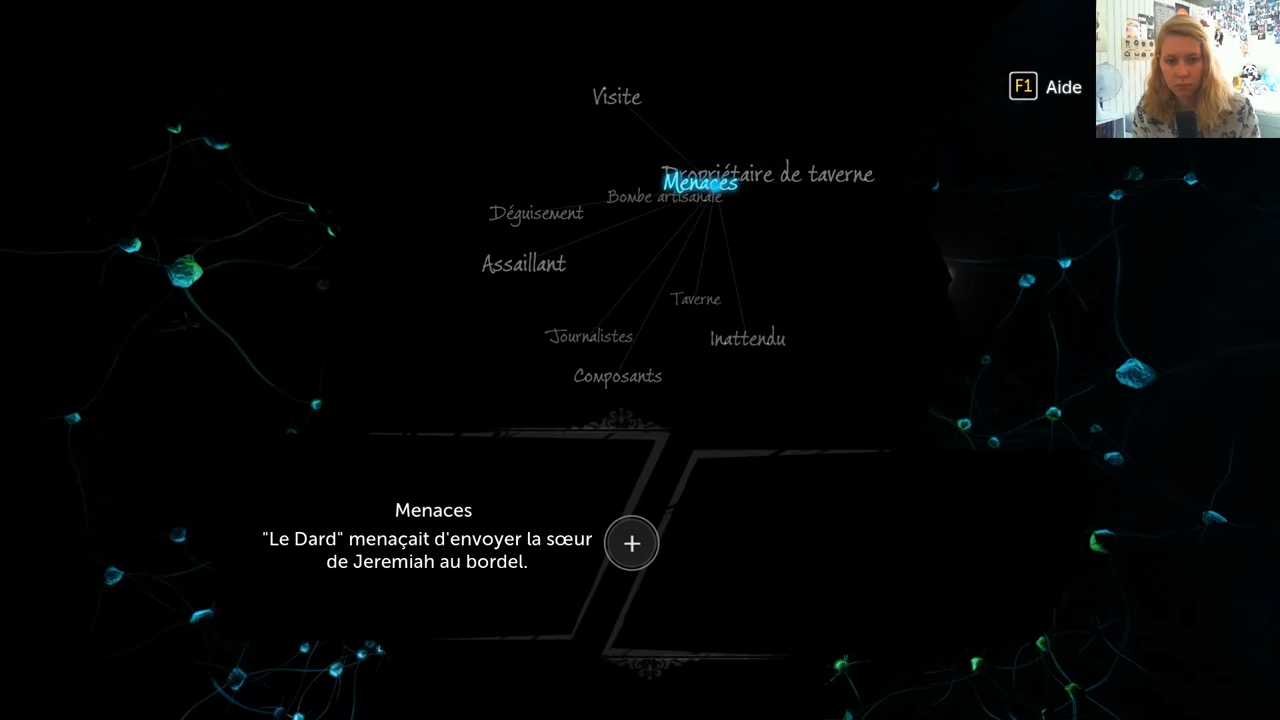 Visite
F1 Aide
Propriétaire de taverne
Menaces
Bombe artisanale
Déguisement
Assaillant
Taverne
Journalistes
Inattendu
Composants
Menaces
"Le Dard" menaçait d'envoyer la sœur
de Jeremiah au bordel.